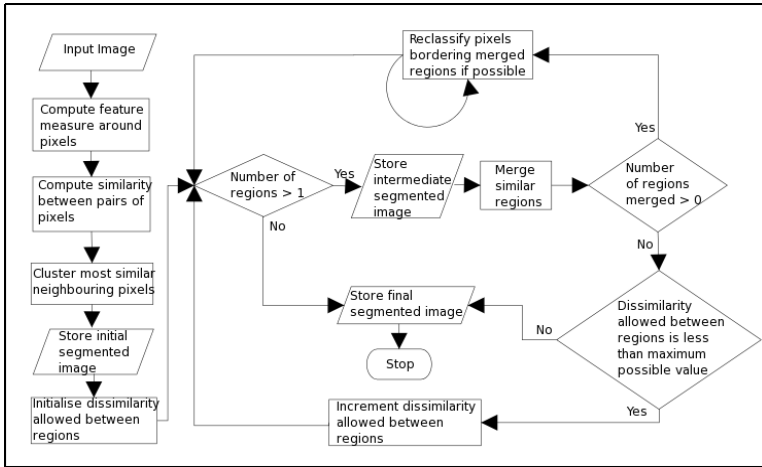 Input Image
Compute feature
measure around
pixels
Compute similarity
between pairs of
pixels
Cluster most similar
neighbouring pixels
Store initial
segmented
image
Initialise dissimilarity
allowed between
regions
Number of
regions > 1
Yes
No
Store
intermediate
segmented
image
Merge
similar
regions
Number
of regions
merged > 0
Yes
No
Reclassify pixels
bordering merged
regions if possible
Dissimilarity
allowed between
regions is less
than maximum
possible value
No
Yes
Store final
segmented image
Stop
Increment dissimilarity
allowed between
regions